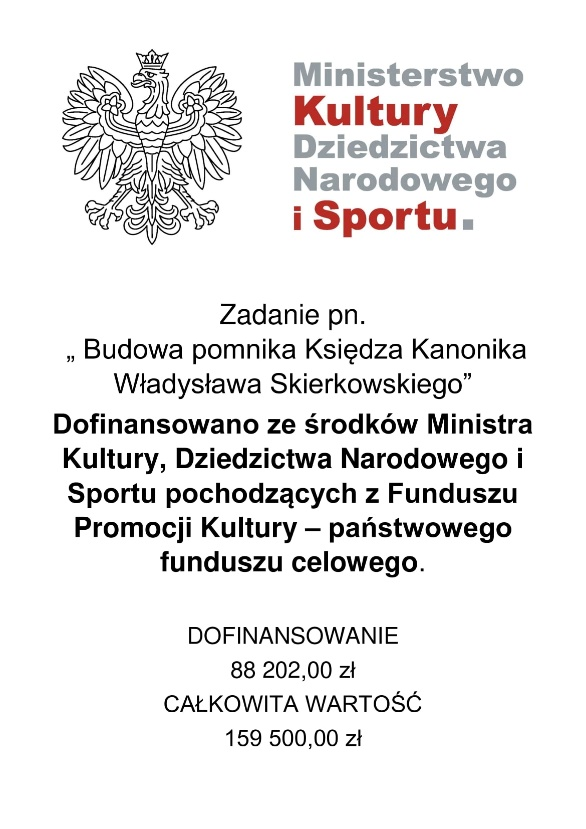 Ministerstwo
Kultury
Dziedzictwa
Narodowego
i Sportu.
Zadanie pn.
„ Budowa pomnika Księdza Kanonika
Władysława Skierkowskiego”
Dofinansowano ze środków Ministra
Kultury, Dziedzictwa Narodowego i
Sportu pochodzących z Funduszu
Promocji Kultury – państwowego
funduszu celowego.
DOFINANSOWANIE
88 202,00 zł
CAŁKOWITA WARTOŚĆ
159 500,00 zł